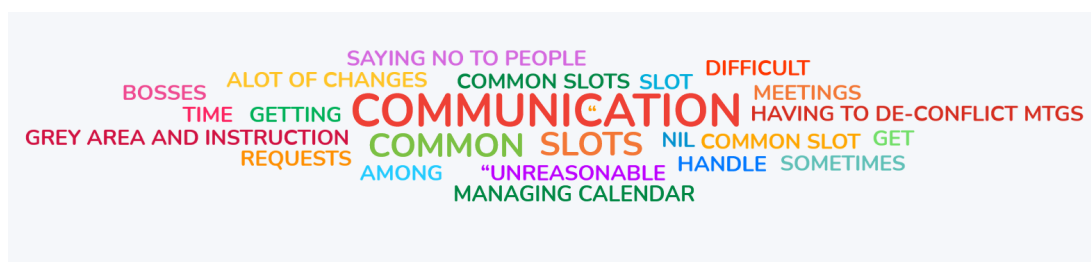 SAYING NO TO PEOPLE
DIFFICULT
ALOT OF CHANGES COMMON SLOTS SLOT
BOSSES MEETINGS
TIME GETTING COMMUNICATION “ HAVING TO DE-CONFLICT MTGS
GREY AREA AND INSTRUCTION COMMON SLOTS NIL COMMON SLOT GET
REQUESTS HANDLE SOMETIMES
AMONG “UNREASONABLE
MANAGING CALENDAR